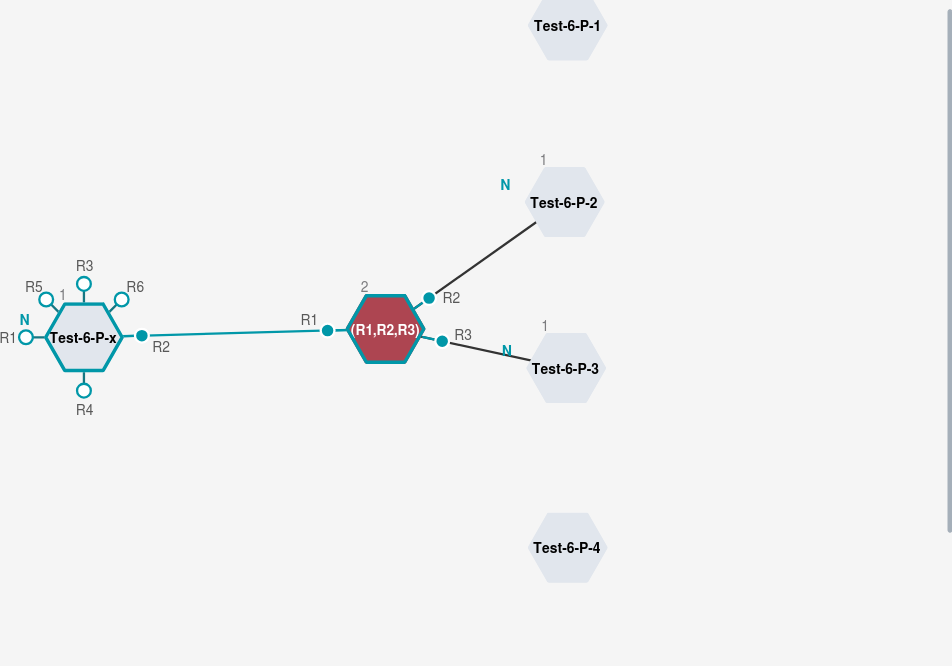 Test-6-P-1
1
N
Test-6-P-2
R3
R5
1
R6
N
R1
Test-6-P-x
R2
R4
2
R1
(R1,R2,R3)
R2
R3
1
N
Test-6-P-3
Test-6-P-4